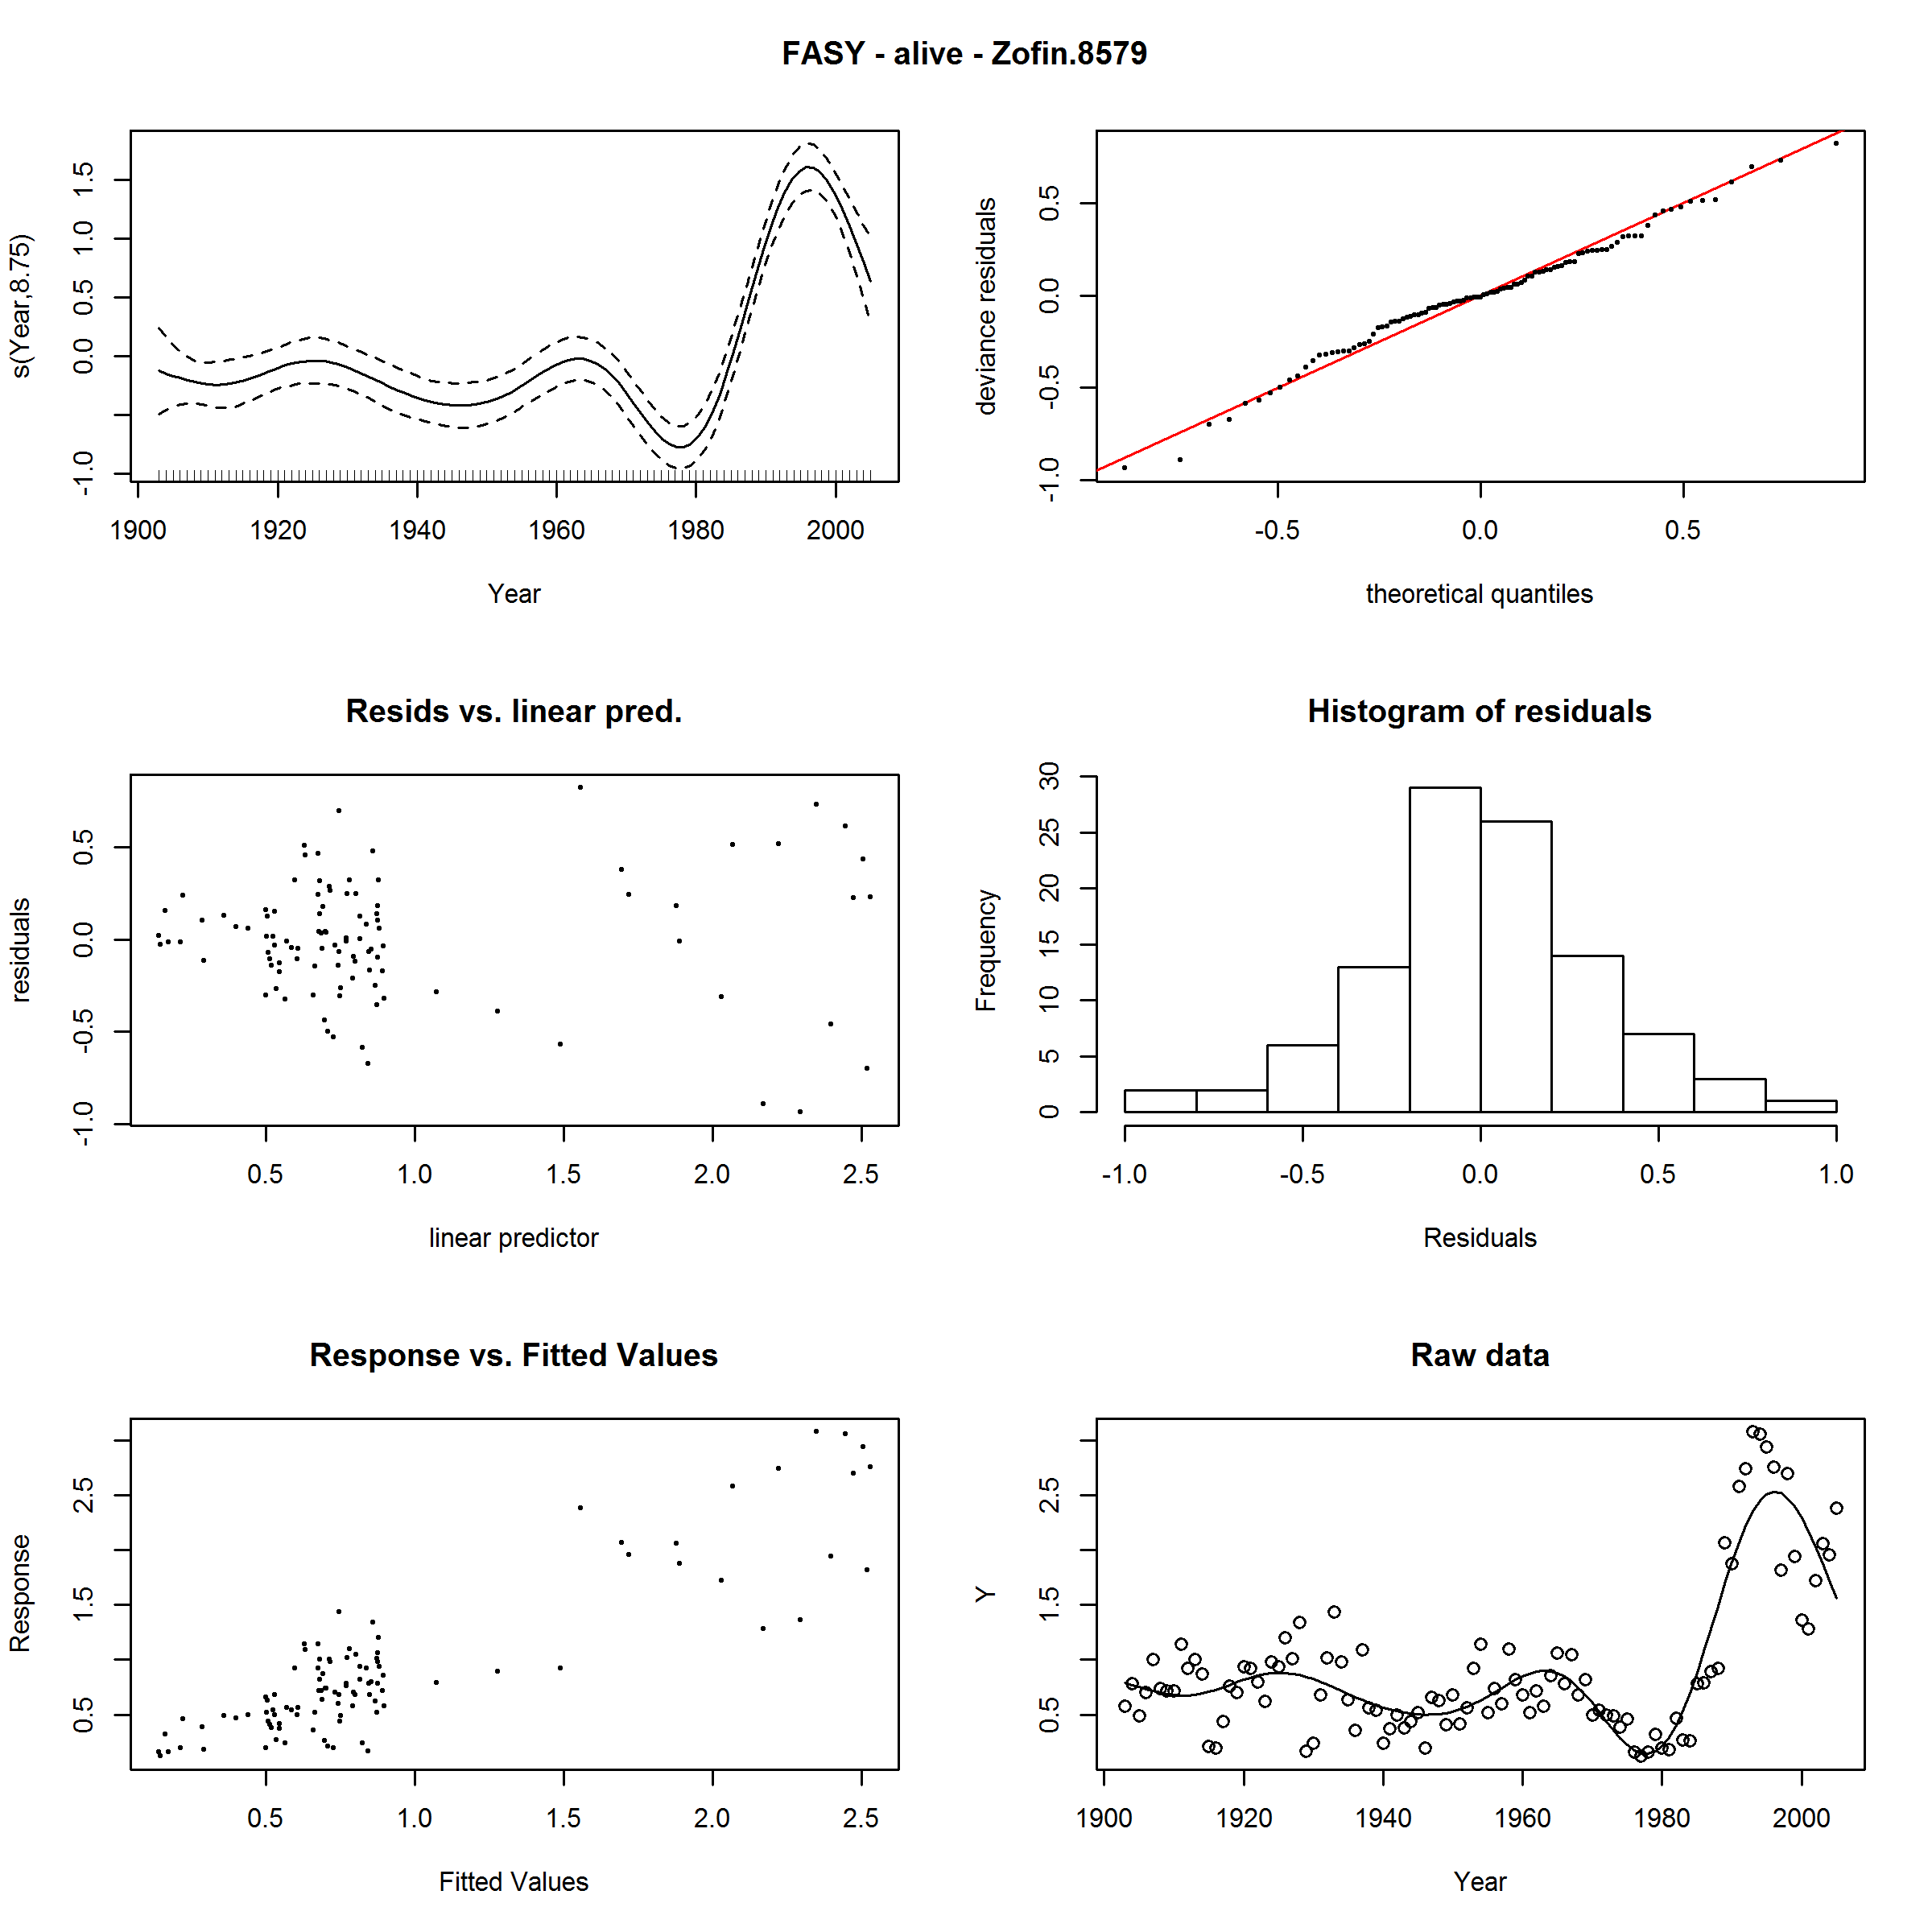 FASY - alive - Zofin.8579
s(Year,8.75)
-1.0 0.0 0.5 1.0 1.5
1900 1920 1940 1960 1980 2000
Year
deviance residuals
-1.0 -0.5 0.0 0.5
-0.5 0.0 0.5
theoretical quantiles
Resids vs. linear pred.
residuals
-1.0 -0.5 0.0 0.5
0.5 1.0 1.5 2.0 2.5
linear predictor
Histogram of residuals
Frequency
0 5 10 15 20 25 30
-1.0 -0.5 0.0 0.5 1.0
Residuals
Response vs. Fitted Values
Response
0.5 1.5 2.5
0.5 1.0 1.5 2.0 2.5
Fitted Values
Raw data
Y
0.5 1.5 2.5
1900 1920 1940 1960 1980 2000
Year